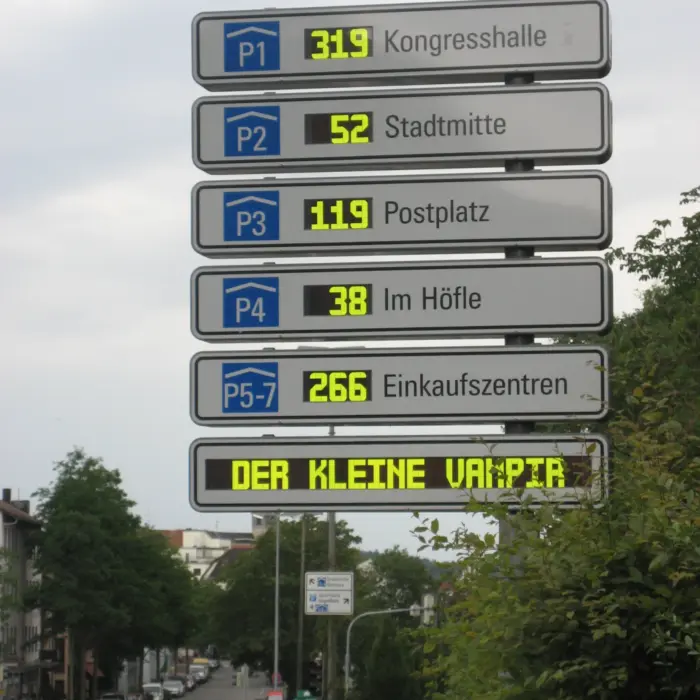 P1 319 Kongresshalle
P2 52 Stadtmitte
P3 119 Postplatz
P4 38 Im Höfle
P5-7 266 Einkaufszentren
DER KLEINE VAMPIR